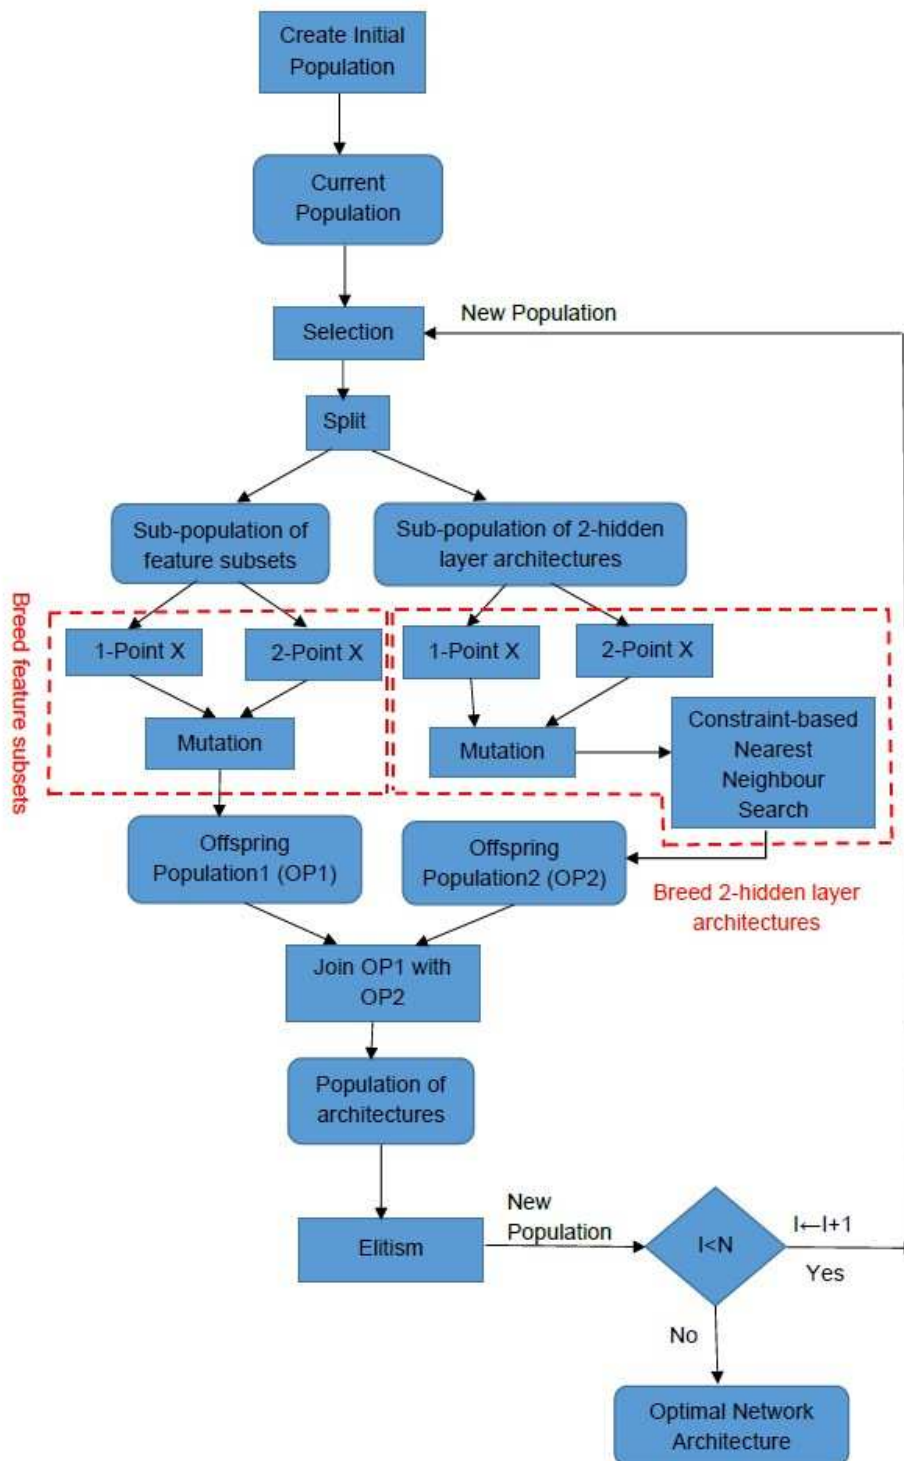 Create Initial
Population
Current
Population
New Population
Selection
Split
Sub-population of
feature subsets
Sub-population of 2-hidden
layer architectures
Breed feature subsets
1-Point X
2-Point X
1-Point X
2-Point X
Mutation
Mutation
Constraint-based
Nearest
Neighbour
Search
Offspring
Population1 (OP1)
Offspring
Population2 (OP2)
Breed 2-hidden layer
architectures
Join OP1 with
OP2
Population of
architectures
Elitism
New
Population
I<N
I←I+1
Yes
No
Optimal Network
Architecture